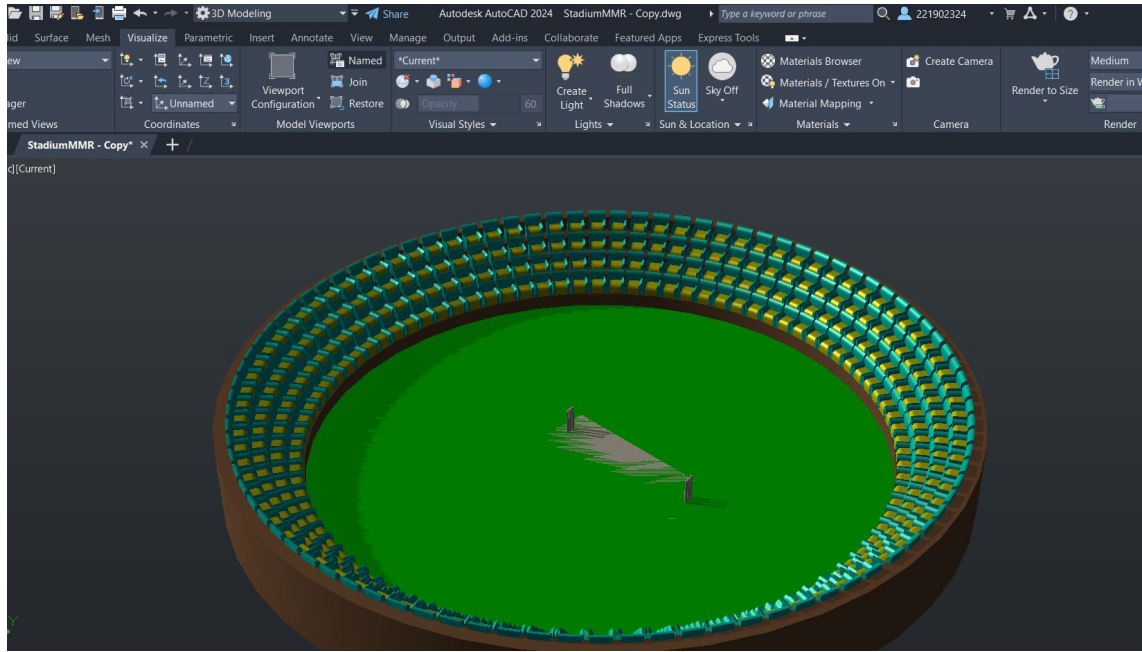 3D Modeling Share Autodesk AutoCAD 2024 StadiumMMR - Copy.dwg Type a keyword or phrase 221902324
lid Surface Mesh Visualize Parametric Insert Annotate View Manage Output Add-ins Collaborate Featured Apps Express Tools
ew Named *Current* Materials Browser Create Camera Medium
Join Materials / Textures On Render in W
Viewport Configuration Create Light Full Shadows Sun Status Sky Off Render to Size
Unnamed Restore Opacity 60 Material Mapping
ager
med Views Coordinates Model Viewports Visual Styles Lights Sun & Location Materials Camera Render
StadiumMMR - Copy*
c][Current]
Y